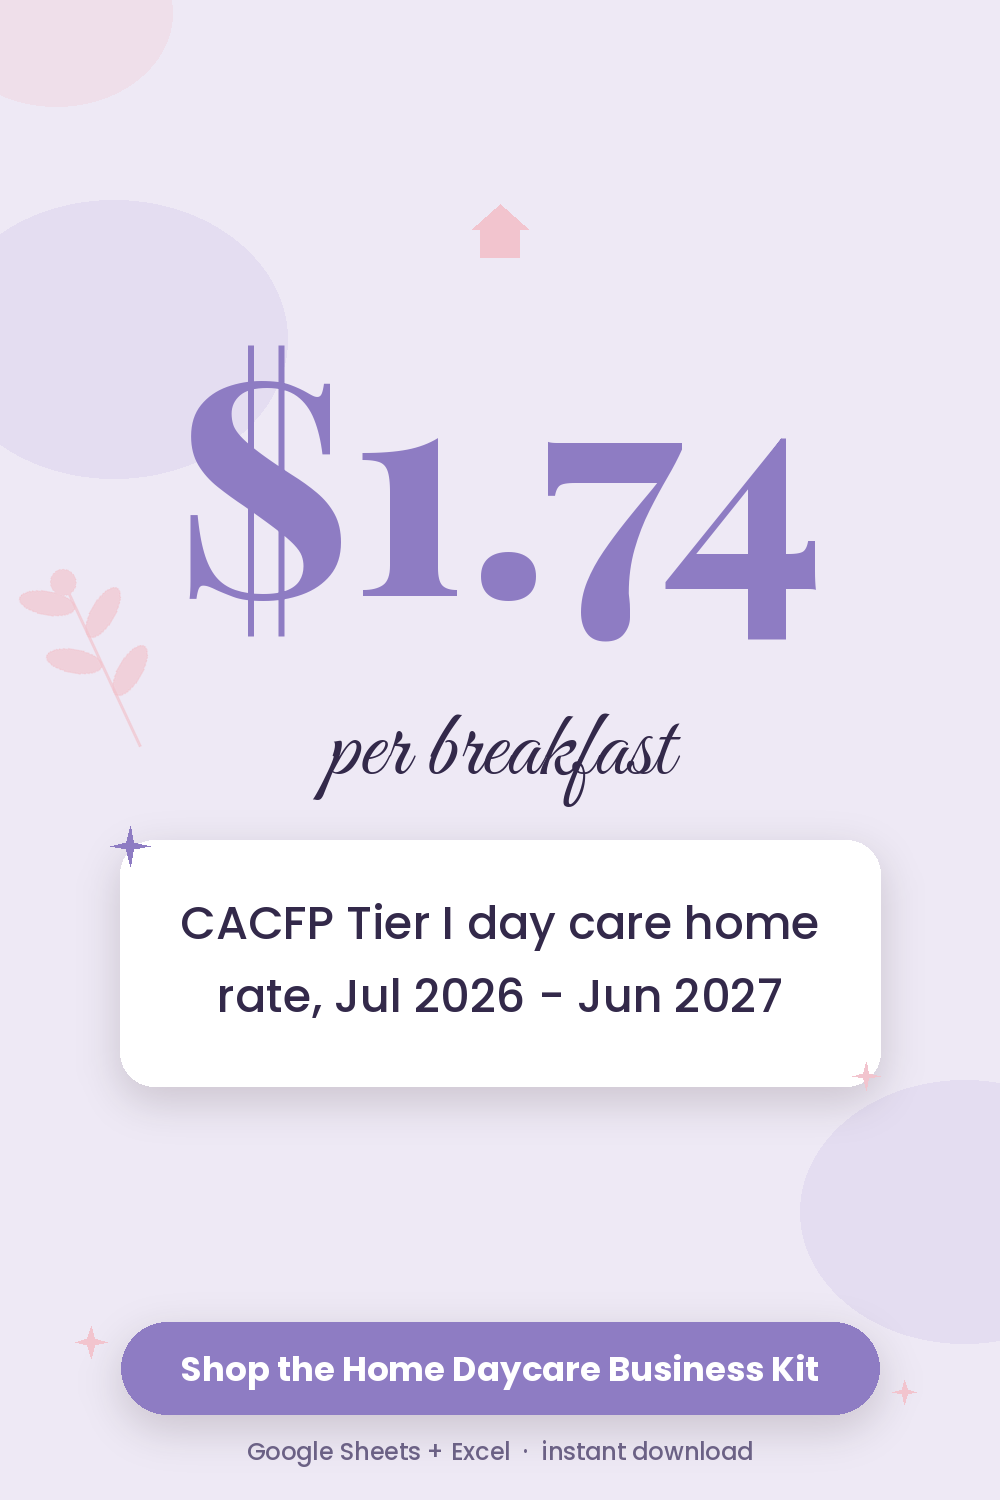 $1.74
per breakfast
CACFP Tier I day care home
rate, Jul 2026 - Jun 2027
Shop the Home Daycare Business Kit
Google Sheets + Excel · instant download